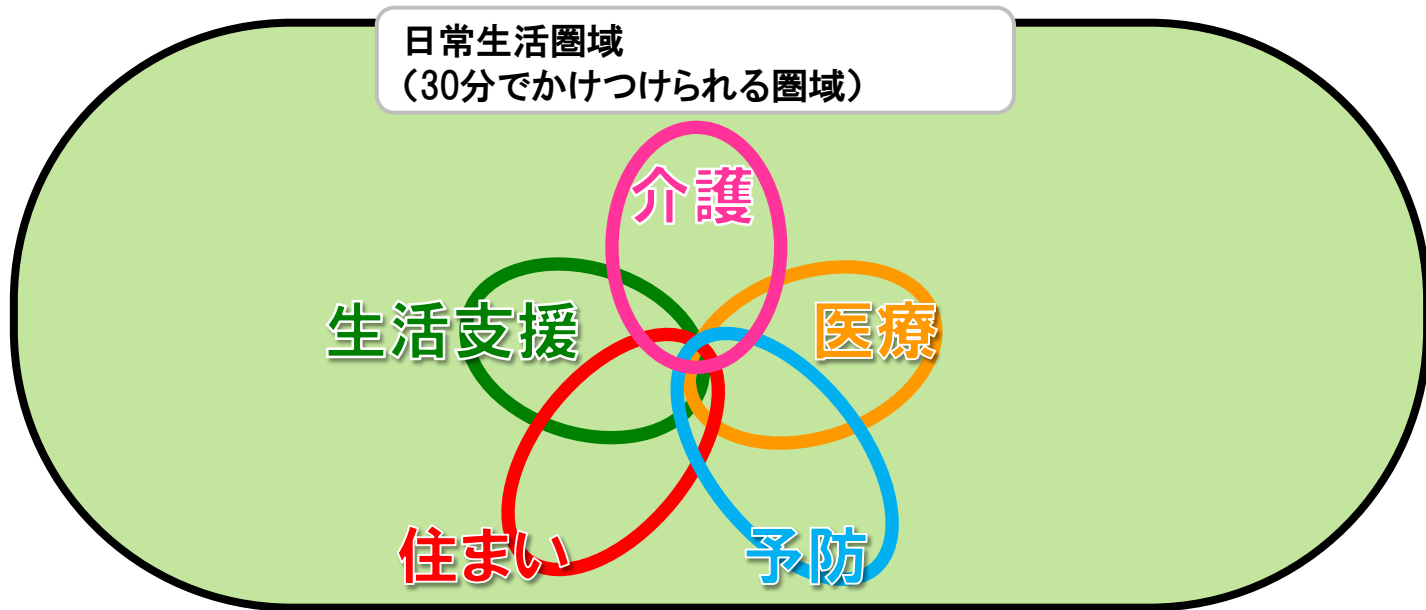 日常生活圏域
（30分でかけつけられる圏域）
介護
生活支援
医療
住まい
予防